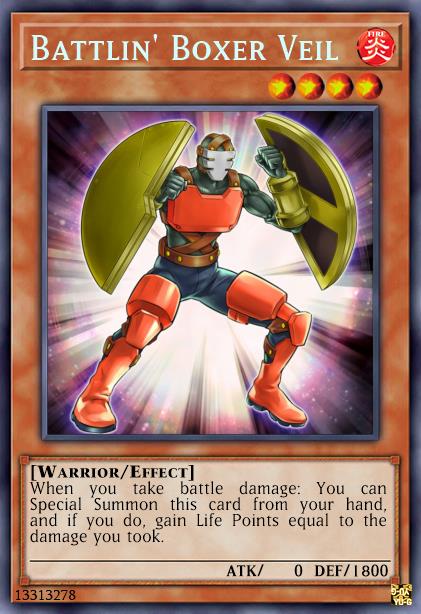 BATTLIN' BOXER VEIL
FIRE
炎
[WARRIOR/EFFECT]
When you take battle damage: You can
Special Summon this card from your hand,
and if you do, gain Life Points equal to the
damage you took.
ATK/ 0 DEF/1800
13313278